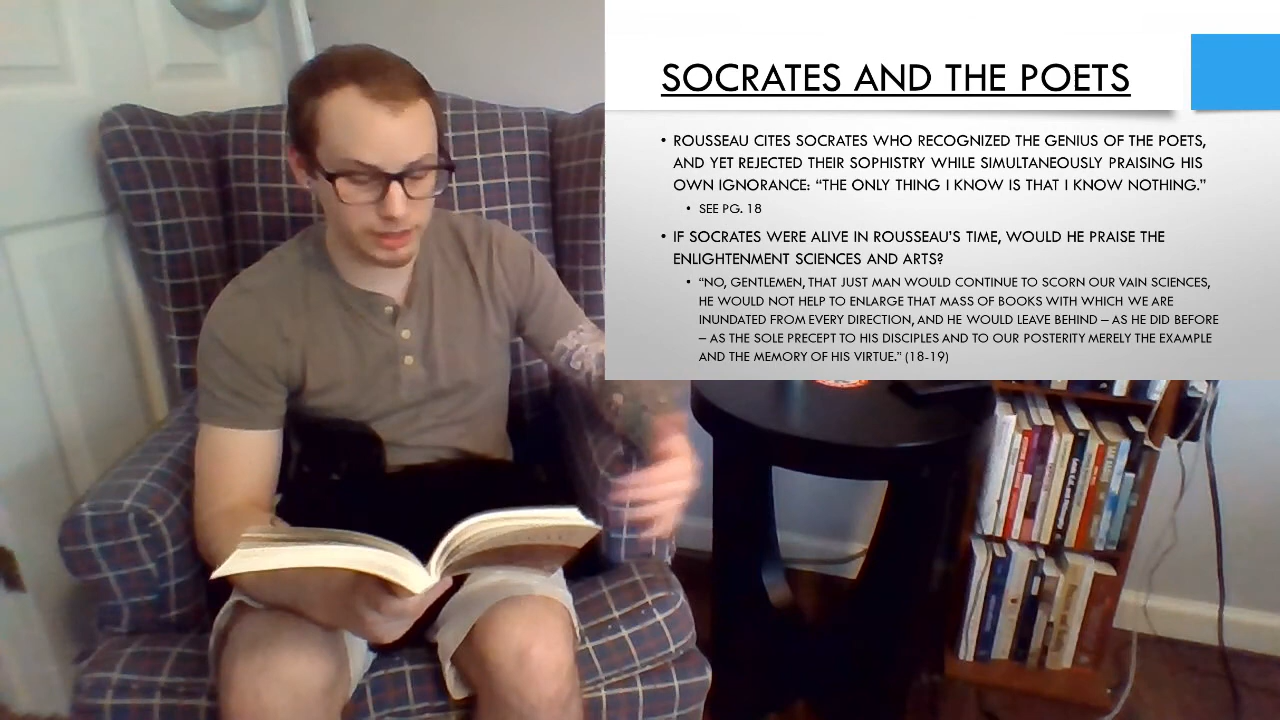 SOCRATES AND THE POETS
• ROUSSEAU CITES SOCRATES WHO RECOGNIZED THE GENIUS OF THE POETS,
AND YET REJECTED THEIR SOPHISTRY WHILE SIMULTANEOUSLY PRAISING HIS
OWN IGNORANCE: “THE ONLY THING I KNOW IS THAT I KNOW NOTHING.”
• SEE PG. 18
• IF SOCRATES WERE ALIVE IN ROUSSEAU’S TIME, WOULD HE PRAISE THE
ENLIGHTENMENT SCIENCES AND ARTS?
• “NO, GENTLEMEN, THAT JUST MAN WOULD CONTINUE TO SCORN OUR VAIN SCIENCES,
HE WOULD NOT HELP TO ENLARGE THAT MASS OF BOOKS WITH WHICH WE ARE
INUNDATED FROM EVERY DIRECTION, AND HE WOULD LEAVE BEHIND – AS HE DID BEFORE
– AS THE SOLE PRECEPT TO HIS DISCIPLES AND TO OUR POSTERITY MERELY THE EXAMPLE
AND THE MEMORY OF HIS VIRTUE.” (18-19)